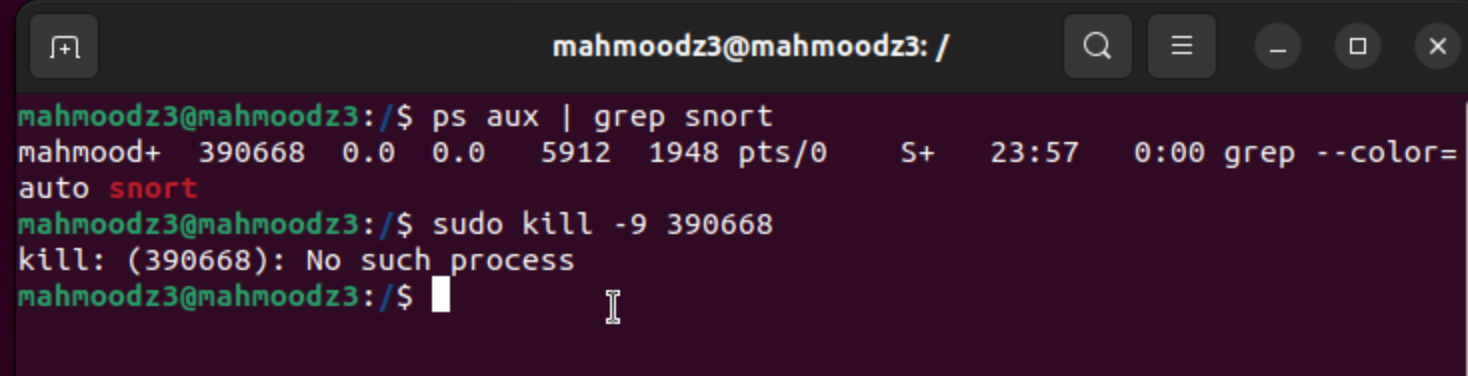 mahmoodz3@mahmoodz3: /
mahmoodz3@mahmoodz3:/$ ps aux | grep snort
mahmood+  390668  0.0  0.0   5912  1948 pts/0    S+   23:57   0:00 grep --color=
auto snort
mahmoodz3@mahmoodz3:/$ sudo kill -9 390668
kill: (390668): No such process
mahmoodz3@mahmoodz3:/$